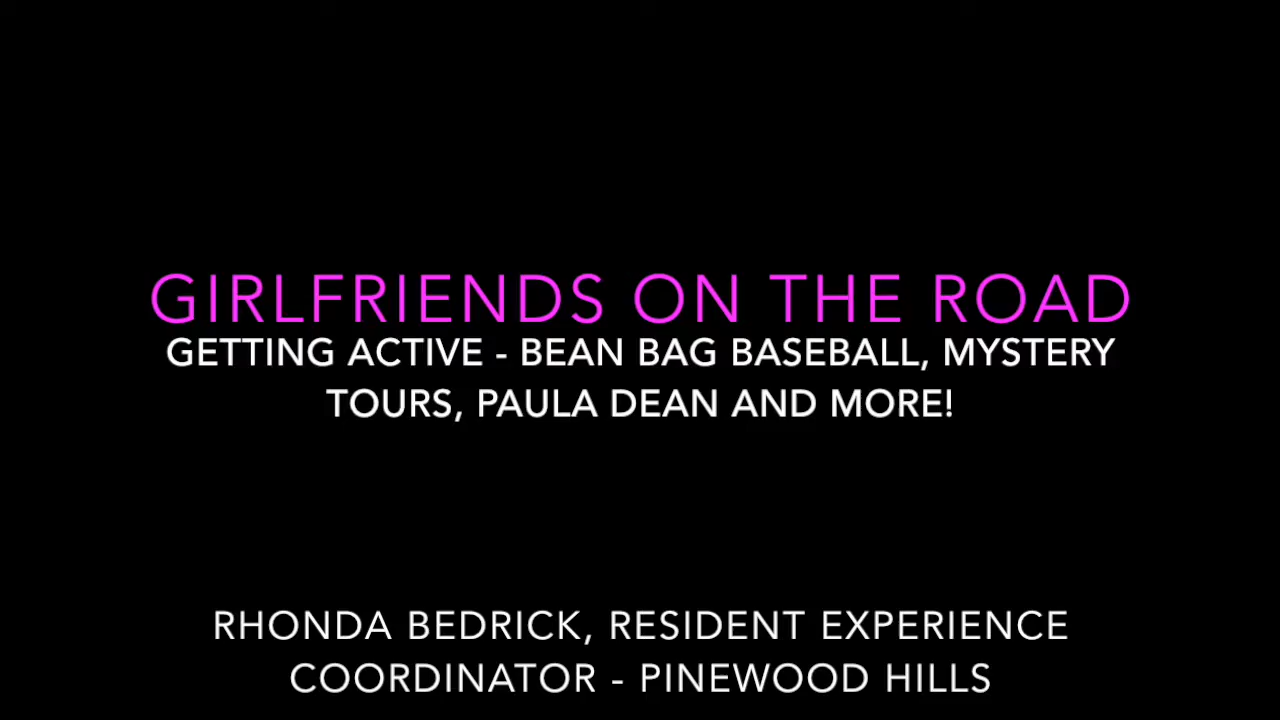 GIRLFRIENDS ON THE ROAD
GETTING ACTIVE - BEAN BAG BASEBALL, MYSTERY
TOURS, PAULA DEAN AND MORE!
RHONDA BEDRICK, RESIDENT EXPERIENCE
COORDINATOR - PINEWOOD HILLS